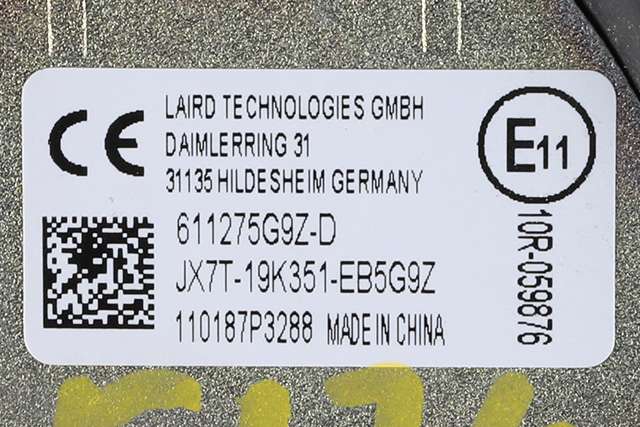 CE
LAIRD TECHNOLOGIES GMBH
DAIMLERRING 31
31135 HILDESHEIM GERMANY
E11
10R-059876
611275G9Z-D
JX7T-19K351-EB5G9Z
110187P3288 MADE IN CHINA